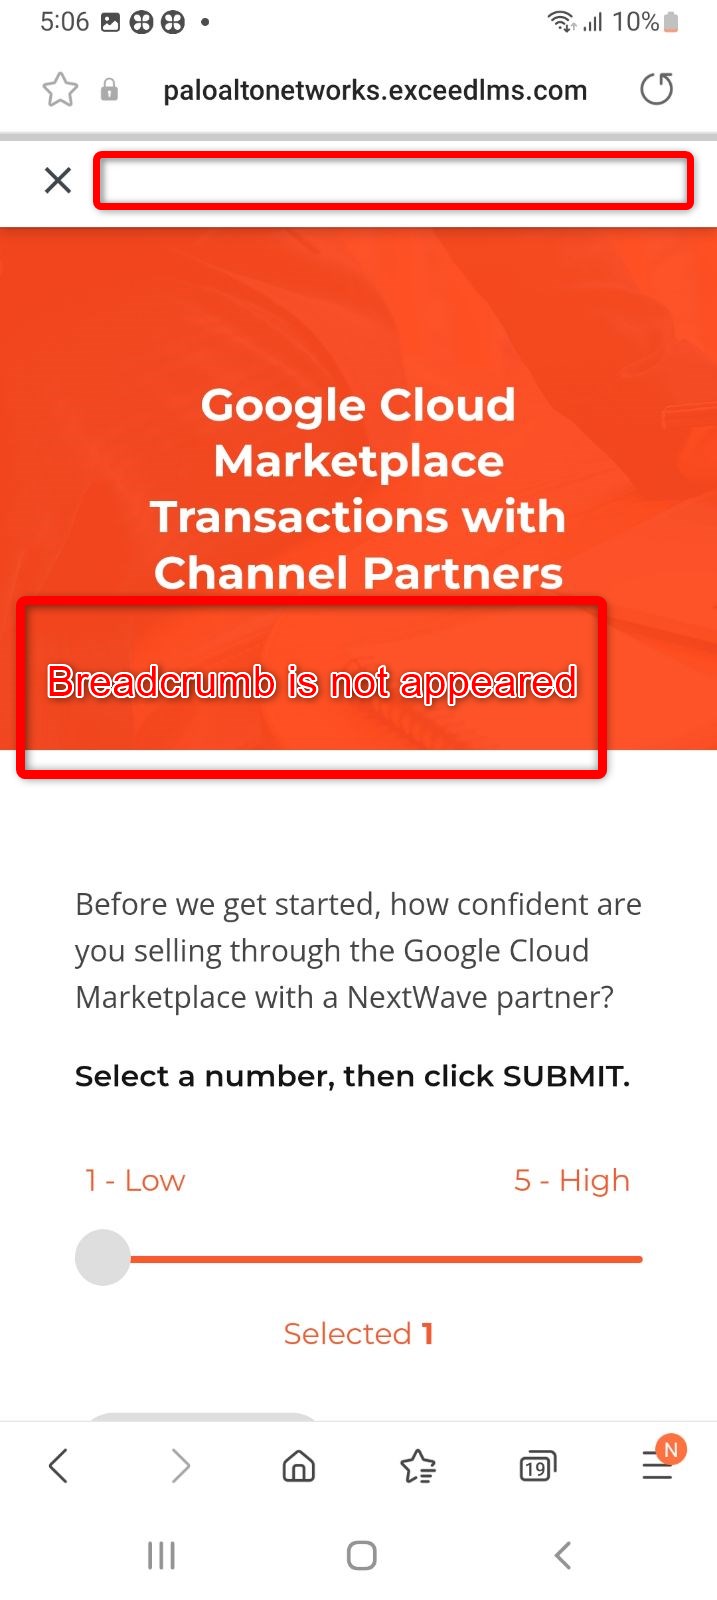 5:06
10%
paloaltonetworks.exceedlms.com
Google Cloud
Marketplace
Transactions with
Channel Partners
Breadcrumb is not appeared
Before we get started, how confident are
you selling through the Google Cloud
Marketplace with a NextWave partner?
Select a number, then click SUBMIT.
1 - Low
5 - High
Selected 1
19
N